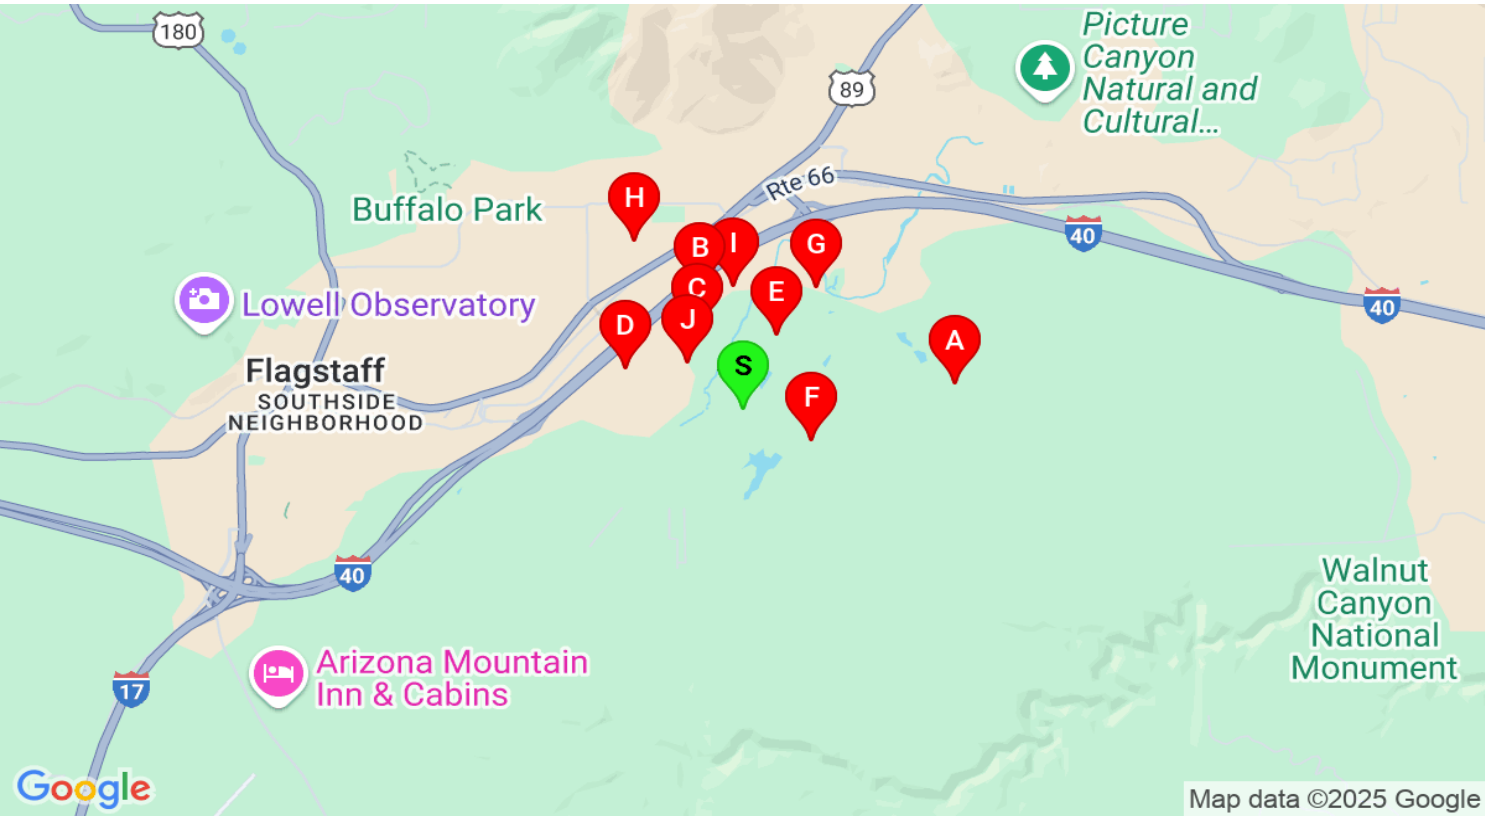 180
Picture
Canyon
Natural and
Cultural...
89
Rte 66
H
Buffalo Park
B
I
G
40
C
E
Lowell Observatory
40
D
J
A
S
Flagstaff
SOUTHSIDE
NEIGHBORHOOD
F
40
Walnut
Canyon
National
Monument
Arizona Mountain
Inn & Cabins
17
Google
Map data ©2025 Google